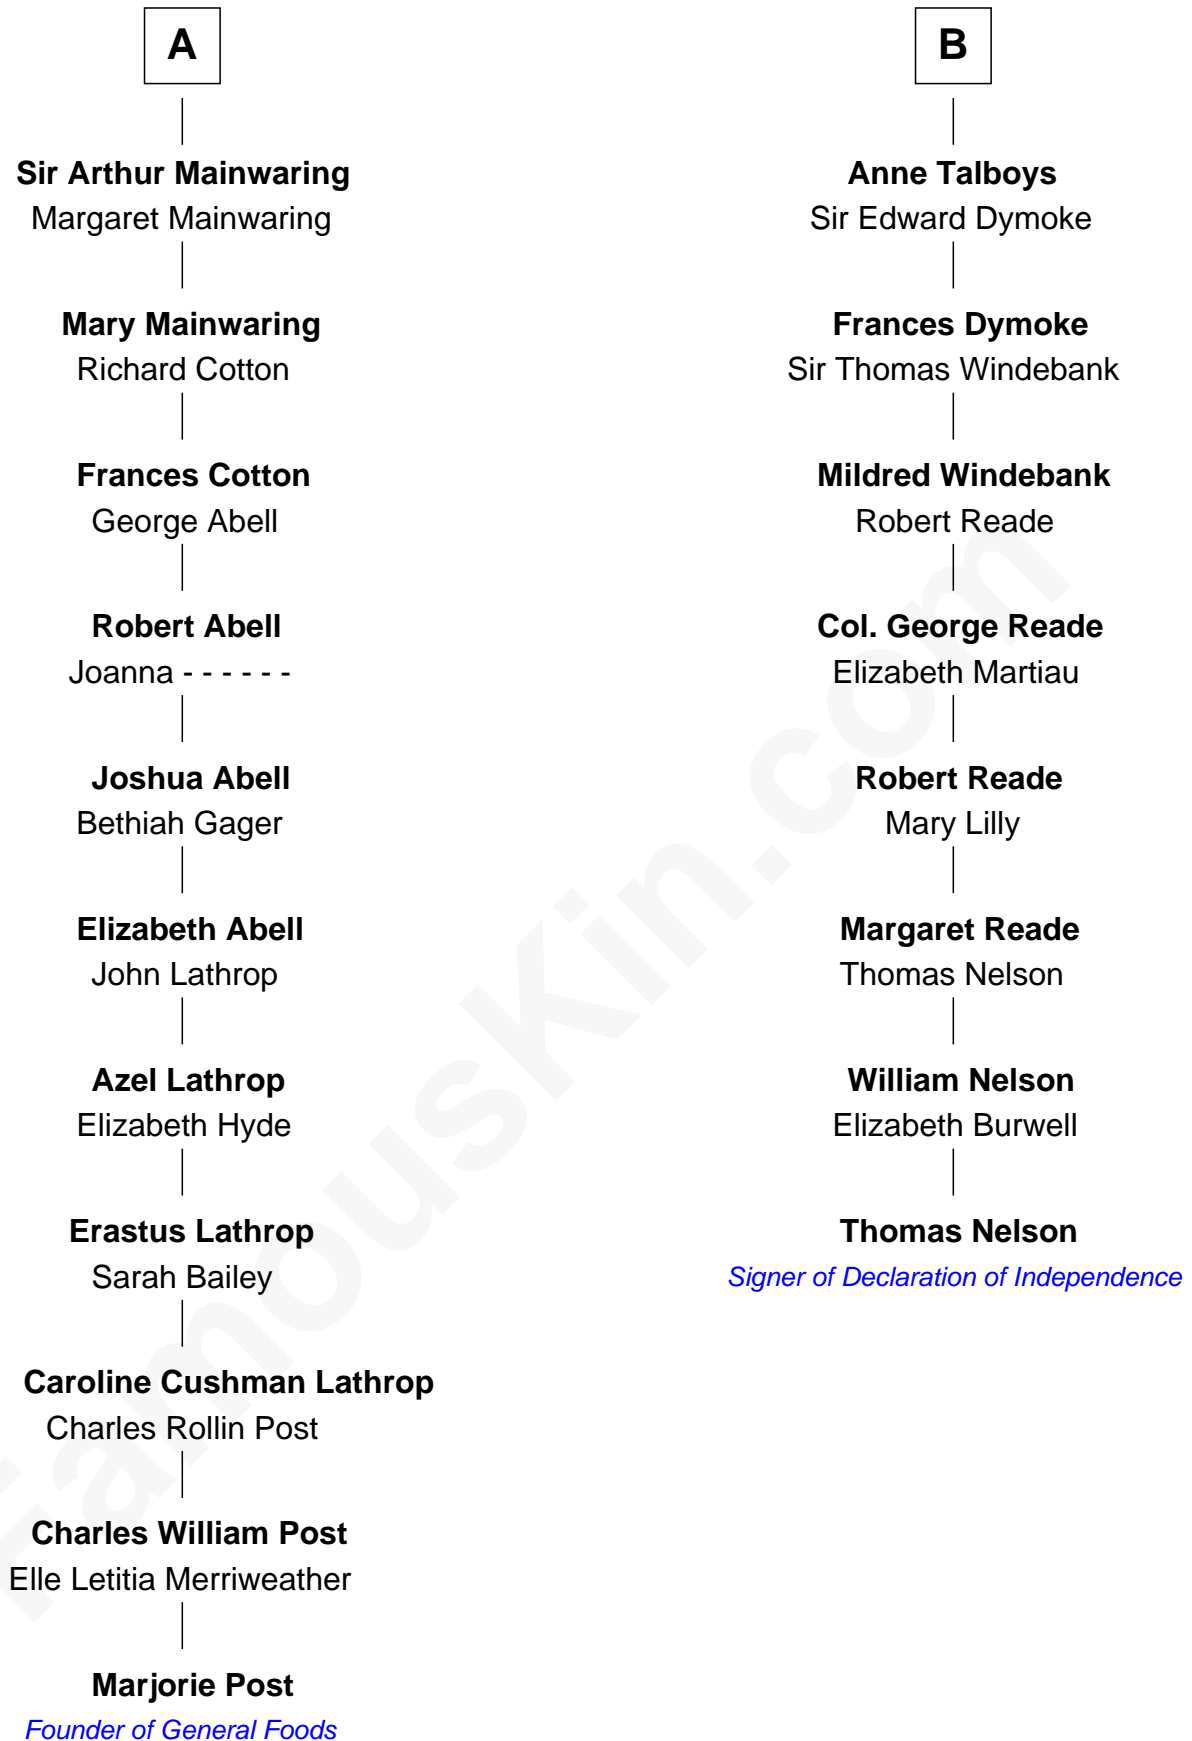 A
Sir Arthur Mainwaring
Margaret Mainwaring
Mary Mainwaring
Richard Cotton
Frances Cotton
George Abell
Robert Abell
Joanna - - - - - -
Joshua Abell
Bethiah Gager
Elizabeth Abell
John Lathrop
Azel Lathrop
Elizabeth Hyde
Erastus Lathrop
Sarah Bailey
Caroline Cushman Lathrop
Charles Rollin Post
Charles William Post
Elle Letitia Merriweather
Marjorie Post
Founder of General Foods
B
Anne Talboys
Sir Edward Dymoke
Frances Dymoke
Sir Thomas Windebank
Mildred Windebank
Robert Reade
Col. George Reade
Elizabeth Martiau
Robert Reade
Mary Lilly
Margaret Reade
Thomas Nelson
William Nelson
Elizabeth Burwell
Thomas Nelson
Signer of Declaration of Independence
FamousKin.com